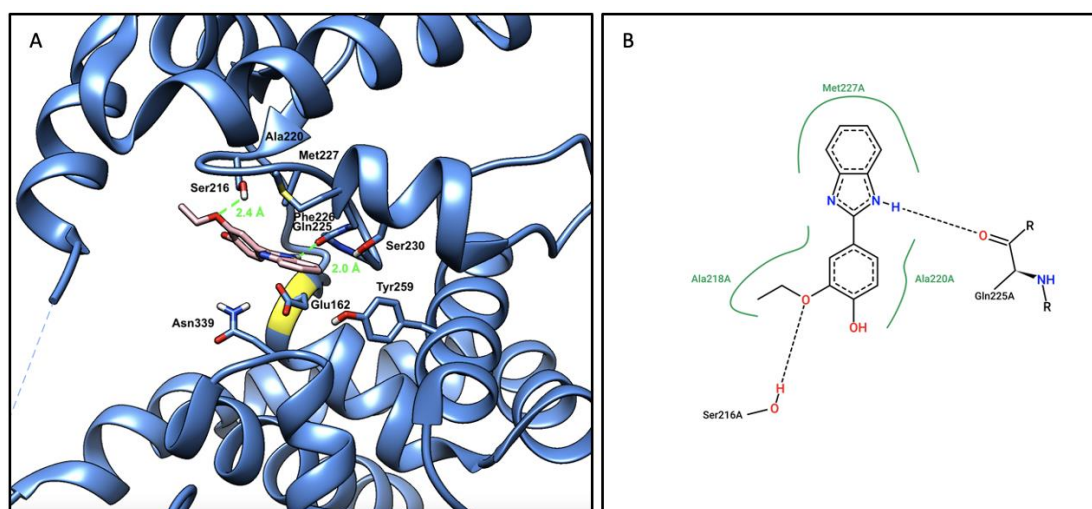 A
Ala220
Met227
Ser216
2.4 Å
Phe226
Gln225
Ser230
2.0 Å
Glu162
Tyr259
Asn339
B
Met227A
N
N
H
O
R
Ala218A
Ala220A
NH
Gln225A
R
O
OH
H
Ser216A
O